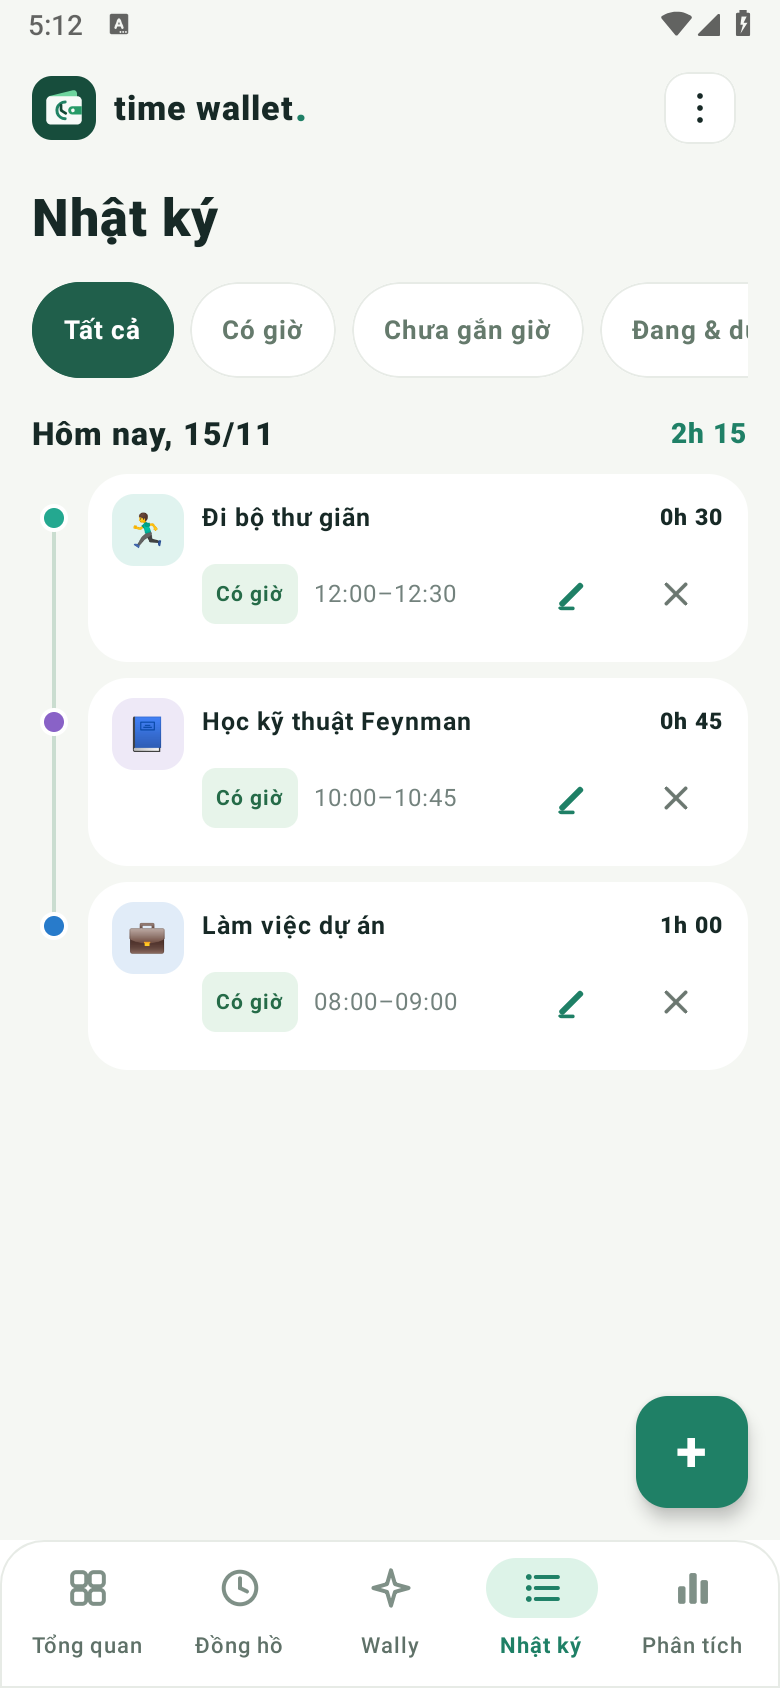 5:12
A
time wallet.
Nhật ký
Tất cả
Có giờ
Chưa gắn giờ
Đang &
Hôm nay, 15/11
2h 15
Đi bộ thư giãn
0h 30
Có giờ
12:00–12:30
Học kỹ thuật Feynman
0h 45
Có giờ
10:00–10:45
Làm việc dự án
1h 00
Có giờ
08:00–09:00
+
Tổng quan
Đồng hồ
Wally
Nhật ký
Phân tích